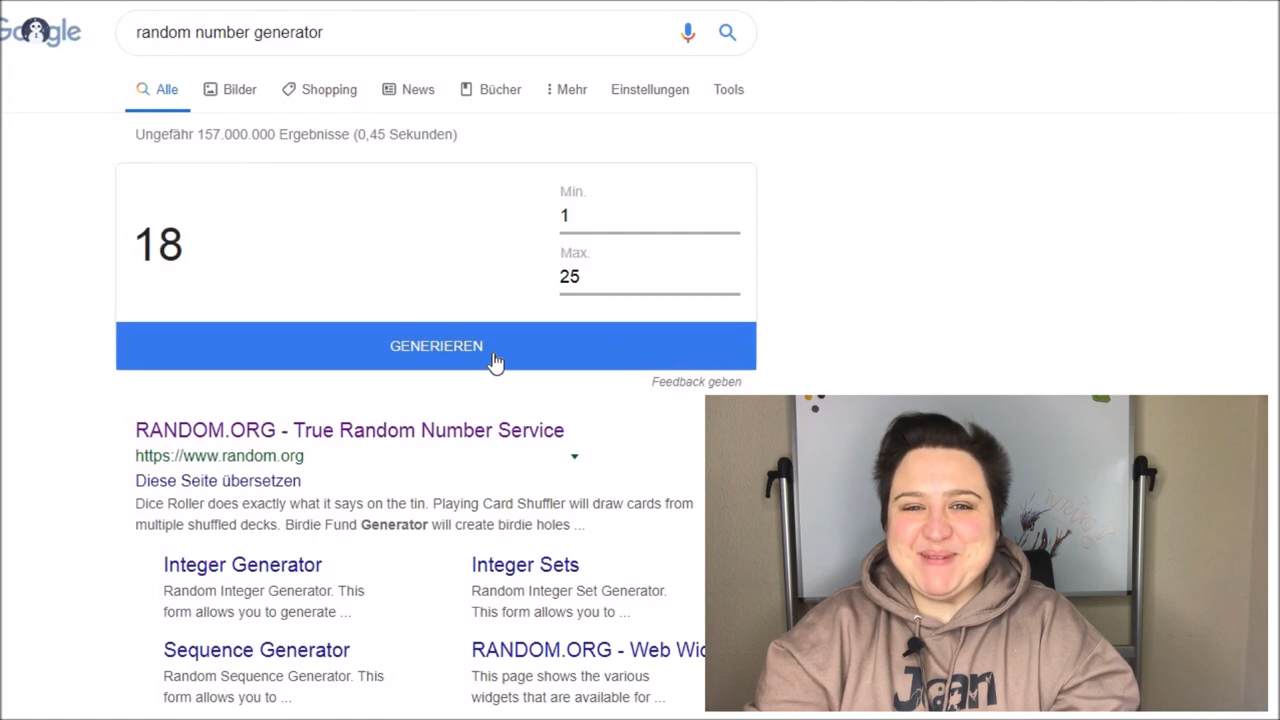 Google
random number generator
Alle Bilder Shopping News Bücher Mehr Einstellungen Tools
Ungefähr 157.000.000 Ergebnisse (0,45 Sekunden)
18
Min.
1
Max.
25
GENERIEREN
Feedback geben
RANDOM.ORG - True Random Number Service
https://www.random.org
Diese Seite übersetzen
Dice Roller does exactly what it says on the tin. Playing Card Shuffler will draw cards from
multiple shuffled decks. Birdie Fund Generator will create birdie holes ...
Integer Generator
Random Integer Generator. This
form allows you to generate ...
Integer Sets
Random Integer Set Generator.
This form allows you to ...
Sequence Generator
Random Sequence Generator. This
form allows you to ...
RANDOM.ORG - Web
This page shows the various
widgets that are available for ...